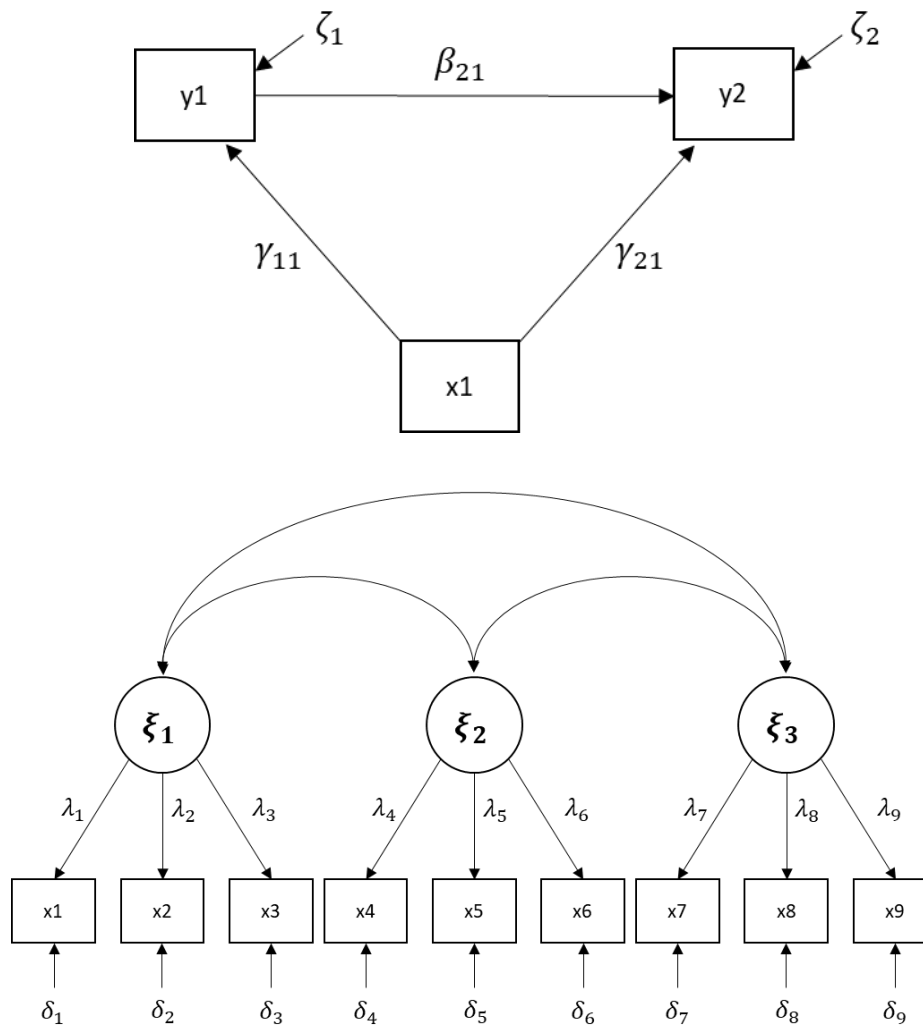 ζ₁ ζ₂
β₂₁
y1 y2
γ₁₁ γ₂₁
x1
ξ₁ ξ₂ ξ₃
λ₁ λ₂ λ₃ λ₄ λ₅ λ₆ λ₇ λ₈ λ₉
x1 x2 x3 x4 x5 x6 x7 x8 x9
δ₁ δ₂ δ₃ δ₄ δ₅ δ₆ δ₇ δ₈ δ₉